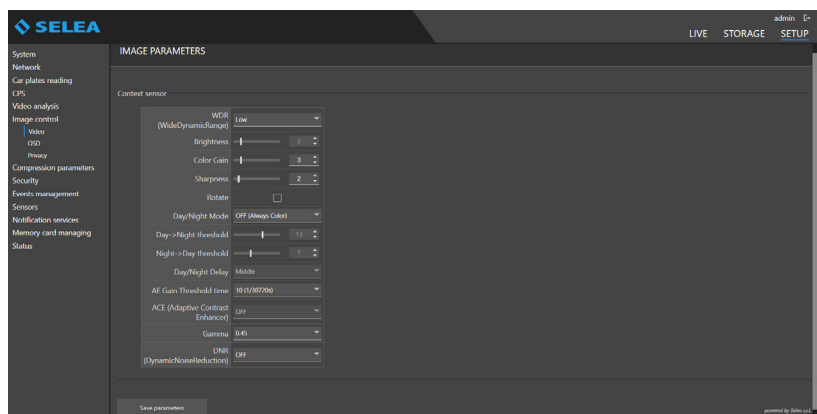 SELEA
admin
LIVE STORAGE SETUP
System
Network
Car plates reading
CPS
Video analysis
Image control
Video
OSD
Privacy
Compression parameters
Security
Events management
Sensors
Notification services
Memory card managing
Status
IMAGE PARAMETERS
Context sensor
WDR
(WideDynamicRange) Low
Brightness 3
Color Gain 3
Sharpness 2
Rotate
Day/Night Mode OFF (Always Color)
Day->Night threshold 13
Night->Day threshold 7
Day/Night Delay Middle
AE Gain Threshold time 10 (1/30720s)
ACE (Adaptive Contrast
Enhancer) OFF
Gamma 0.45
DNR
(DynamicNoiseReduction) OFF
Save parameters
powered by Selea s.r.l.